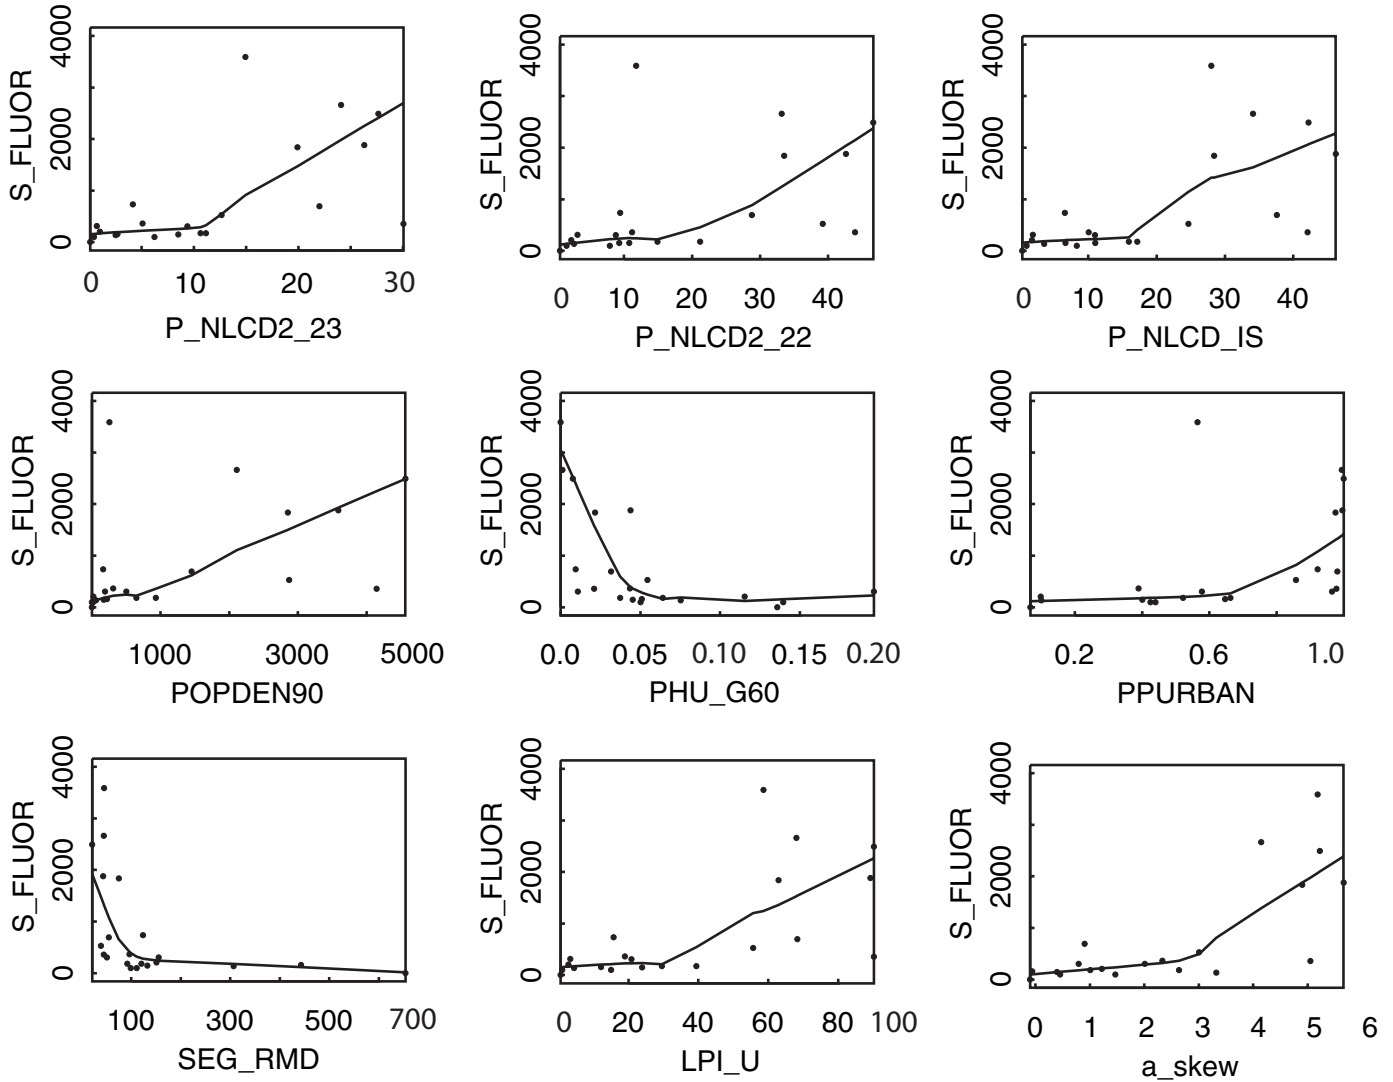 S_FLUOR
0 2000 4000
0 10 20 30
P_NLCD2_23
S_FLUOR
0 2000 4000
0 10 20 30 40
P_NLCD2_22
S_FLUOR
0 2000 4000
0 10 20 30 40
P_NLCD_IS
S_FLUOR
0 2000 4000
1000 3000 5000
POPDEN90
S_FLUOR
0 2000 4000
0.0 0.05 0.10 0.15 0.20
PHU_G60
S_FLUOR
0 2000 4000
0.2 0.6 1.0
PPURBAN
S_FLUOR
0 2000 4000
100 300 500 700
SEG_RMD
S_FLUOR
0 2000 4000
0 20 40 60 80 100
LPI_U
S_FLUOR
0 2000 4000
0 1 2 3 4 5 6
a_skew